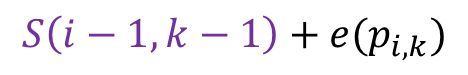 S(i − 1, k − 1) + e(p_{i,k})